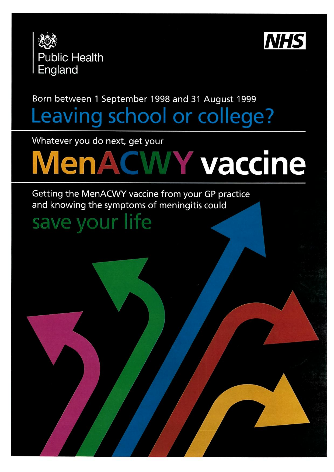 NHS
Public Health
England
Born between 1 September 1998 and 31 August 1999
Leaving school or college?
Whatever you do next, get your
MenACWY vaccine
Getting the MenACWY vaccine from your GP practice
and knowing the symptoms of meningitis could
save your life